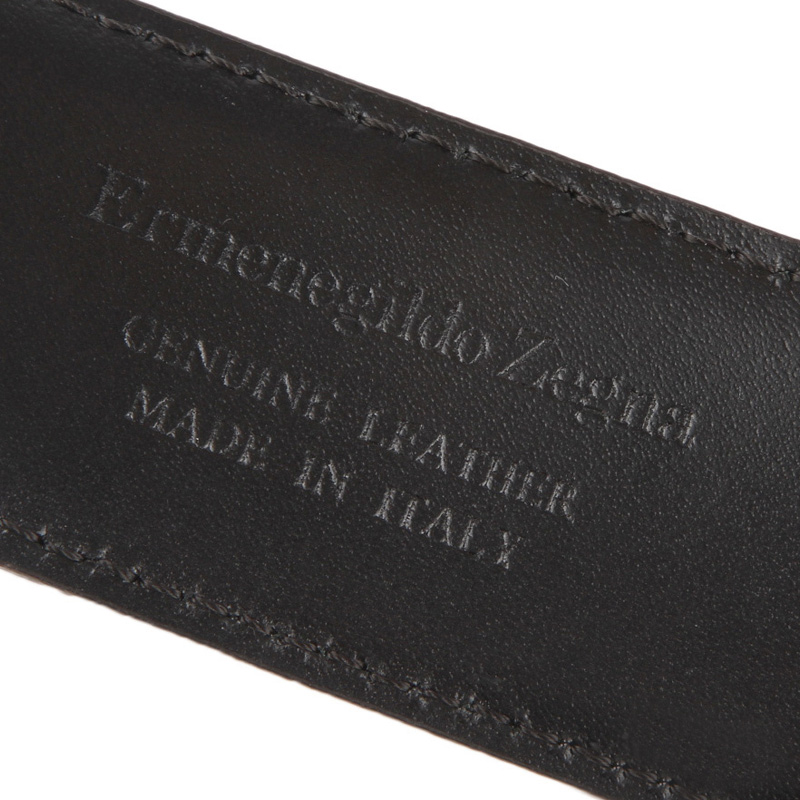 Ermenegildo Zegna
GENUINE LEATHER
MADE IN ITALY